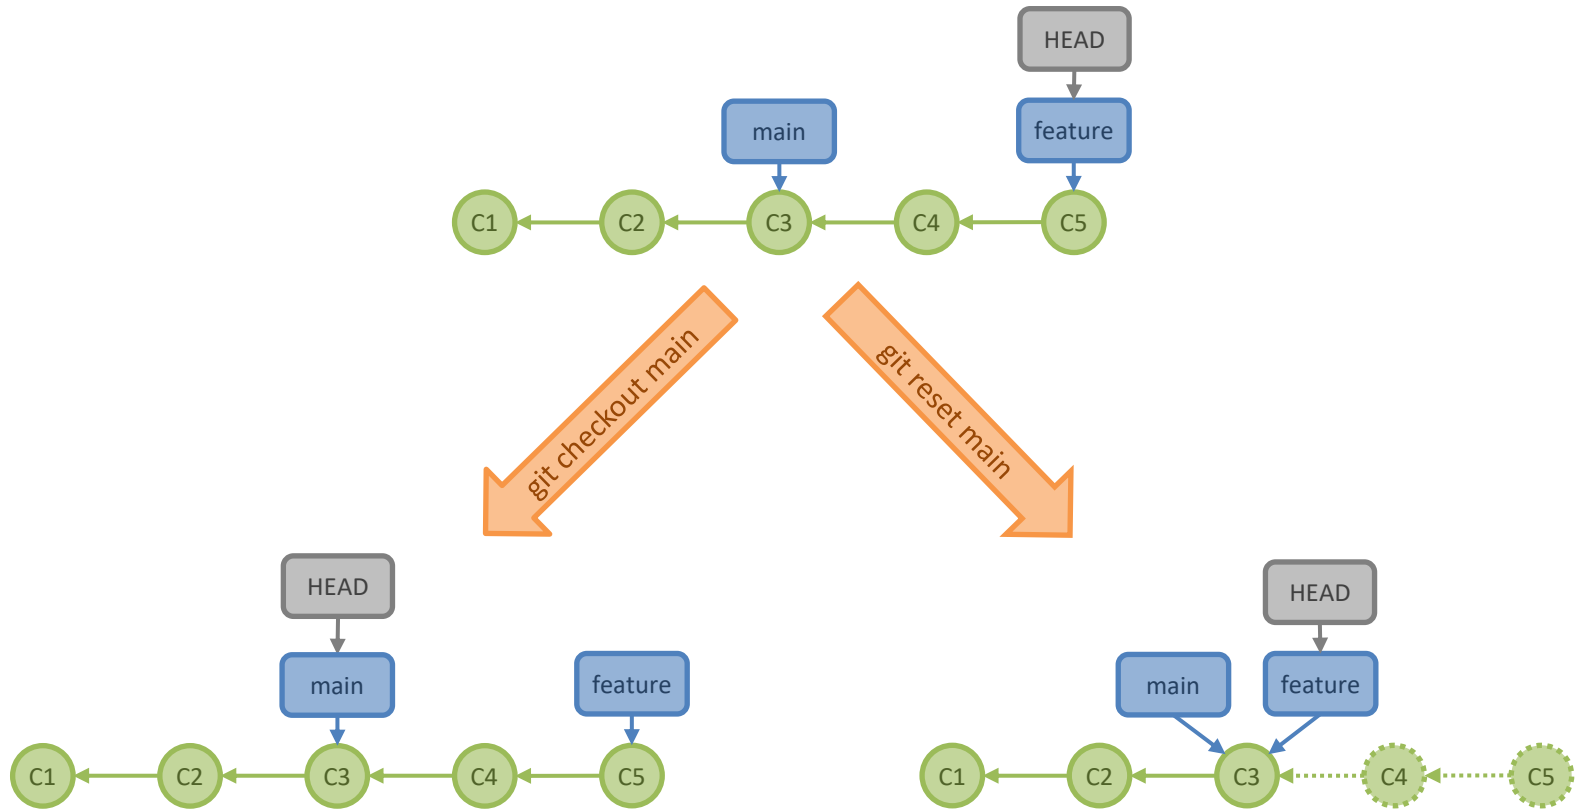 HEAD
main
feature
C1
C2
C3
C4
C5
git checkout main
git reset main
HEAD
main
feature
C1
C2
C3
C4
C5
HEAD
main
feature
C1
C2
C3
C4
C5